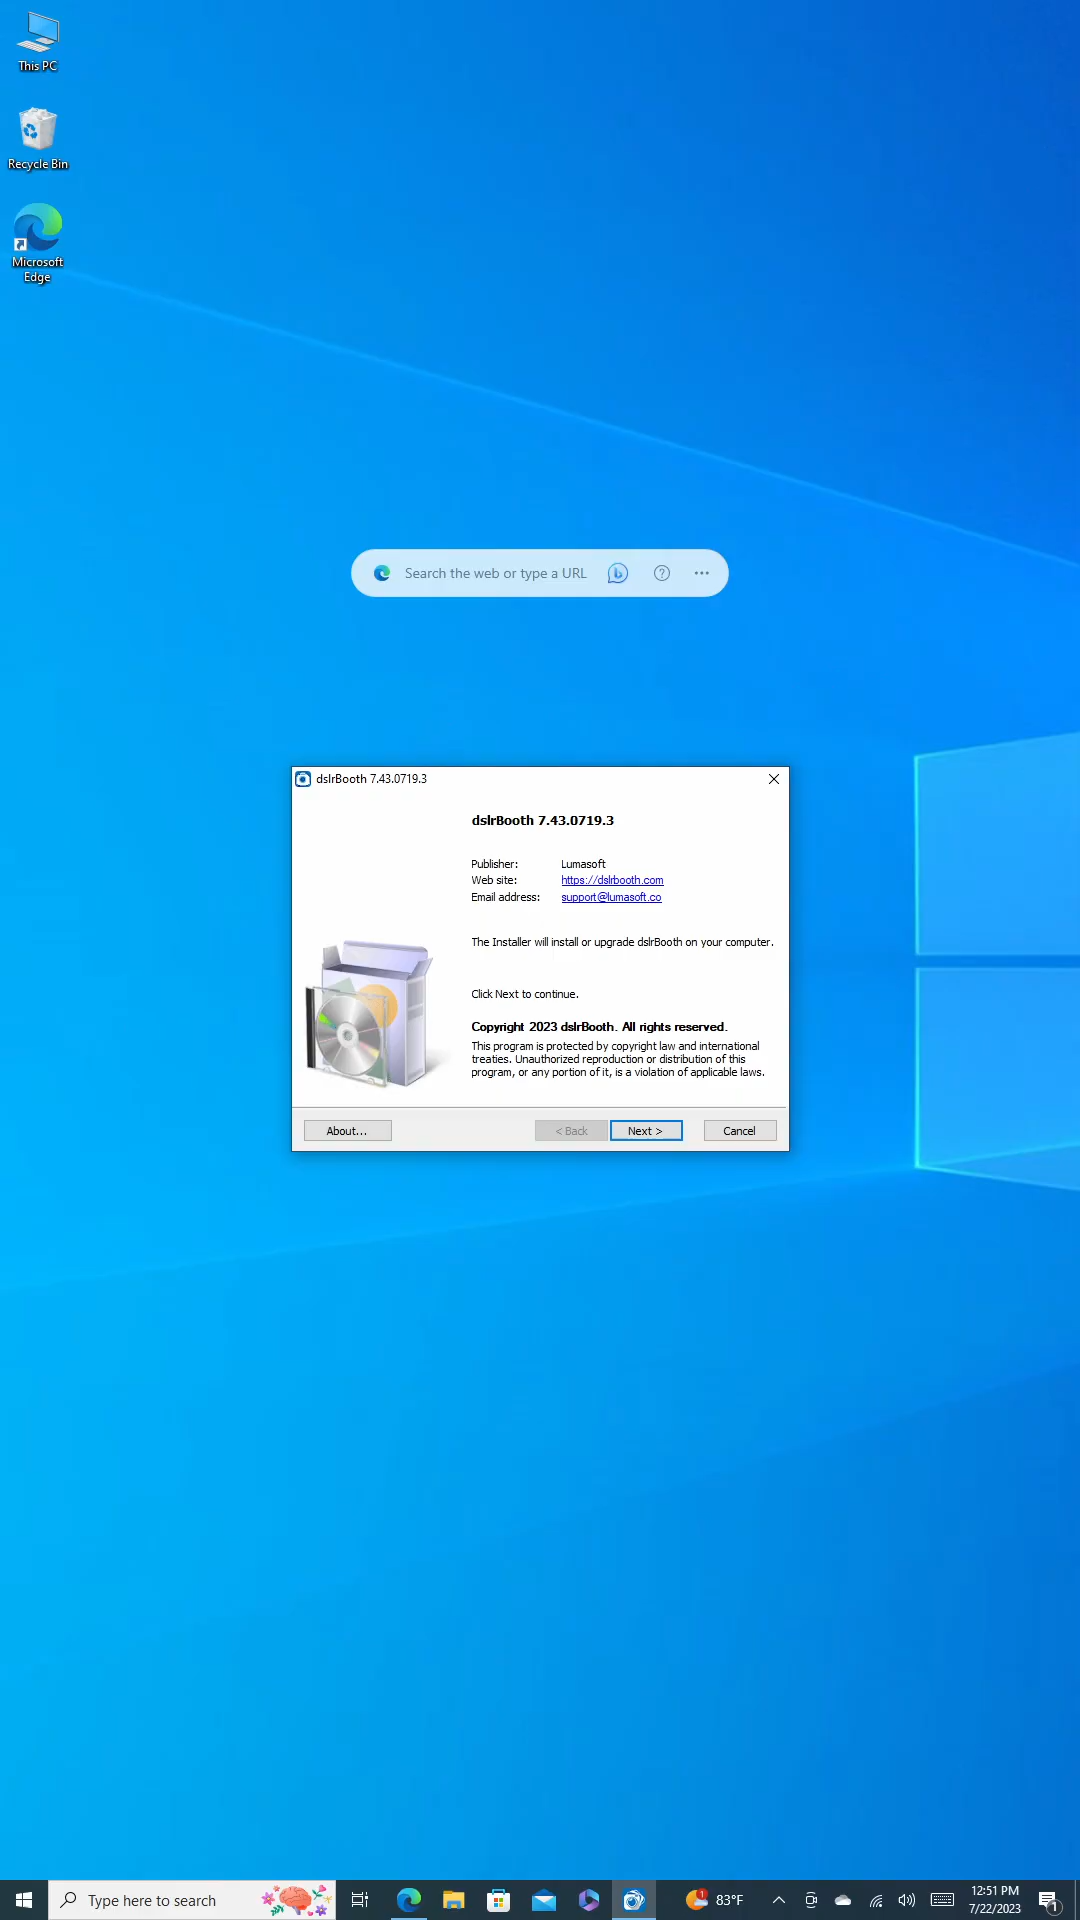 This PC
Recycle Bin
Microsoft
Edge
Search the web or type a URL
dslrBooth 7.43.0719.3
dslrBooth 7.43.0719.3
Publisher: Lumasoft
Web site: https://dslrbooth.com
Email address: support@lumasoft.co
The Installer will install or upgrade dslrBooth on your computer.
Click Next to continue.
Copyright 2023 dslrBooth. All rights reserved.
This program is protected by copyright law and international
treaties. Unauthorized reproduction or distribution of this
program, or any portion of it, is a violation of applicable laws.
About... < Back Next > Cancel
Type here to search
1
83°F
12:51 PM
7/22/2023
1